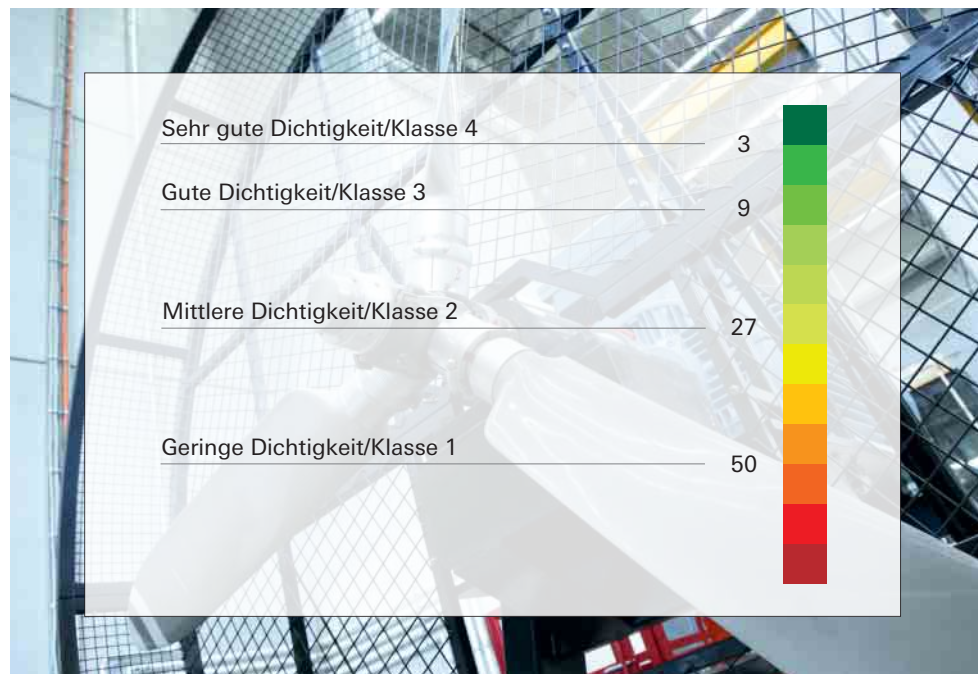 Sehr gute Dichtigkeit/Klasse 4
3
Gute Dichtigkeit/Klasse 3
9
Mittlere Dichtigkeit/Klasse 2
27
Geringe Dichtigkeit/Klasse 1
50